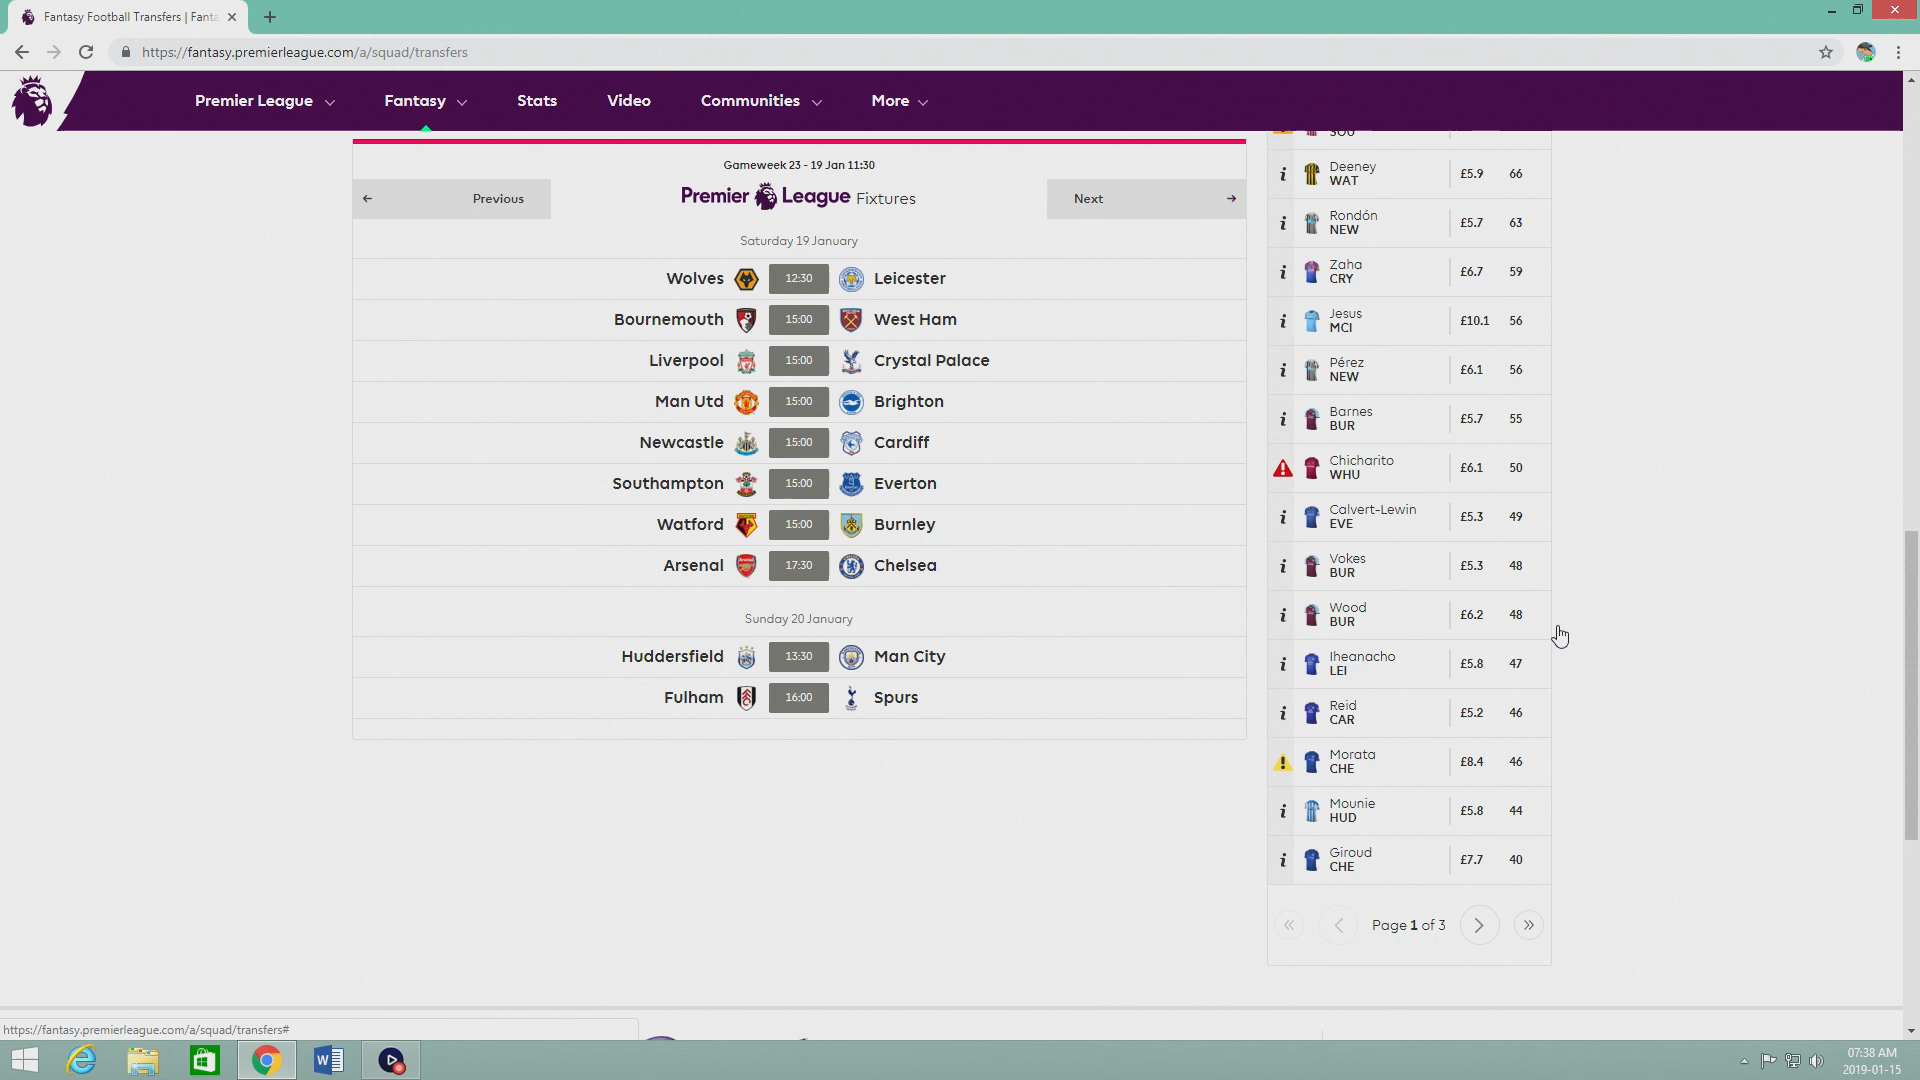 Fantasy Football Transfers | Fanta
https://fantasy.premierleague.com/a/squad/transfers
Premier League
Fantasy
Stats
Video
Communities
More
Gameweek 23 - 19 Jan 11:30
Previous
Premier League Fixtures
Next
Saturday 19 January
Wolves 12:30 Leicester
Bournemouth 15:00 West Ham
Liverpool 15:00 Crystal Palace
Man Utd 15:00 Brighton
Newcastle 15:00 Cardiff
Southampton 15:00 Everton
Watford 15:00 Burnley
Arsenal 17:30 Chelsea
Sunday 20 January
Huddersfield 13:30 Man City
Fulham 16:00 Spurs
SOU
Deeney
WAT £5.9 66
Rondón
NEW £5.7 63
Zaha
CRY £6.7 59
Jesus
MCI £10.1 56
Pérez
NEW £6.1 56
Barnes
BUR £5.7 55
Chicharito
WHU £6.1 50
Calvert-Lewin
EVE £5.3 49
Vokes
BUR £5.3 48
Wood
BUR £6.2 48
Iheanacho
LEI £5.8 47
Reid
CAR £5.2 46
Morata
CHE £8.4 46
Mounie
HUD £5.8 44
Giroud
CHE £7.7 40
Page 1 of 3
https://fantasy.premierleague.com/a/squad/transfers#
07:38 AM
2019-01-15